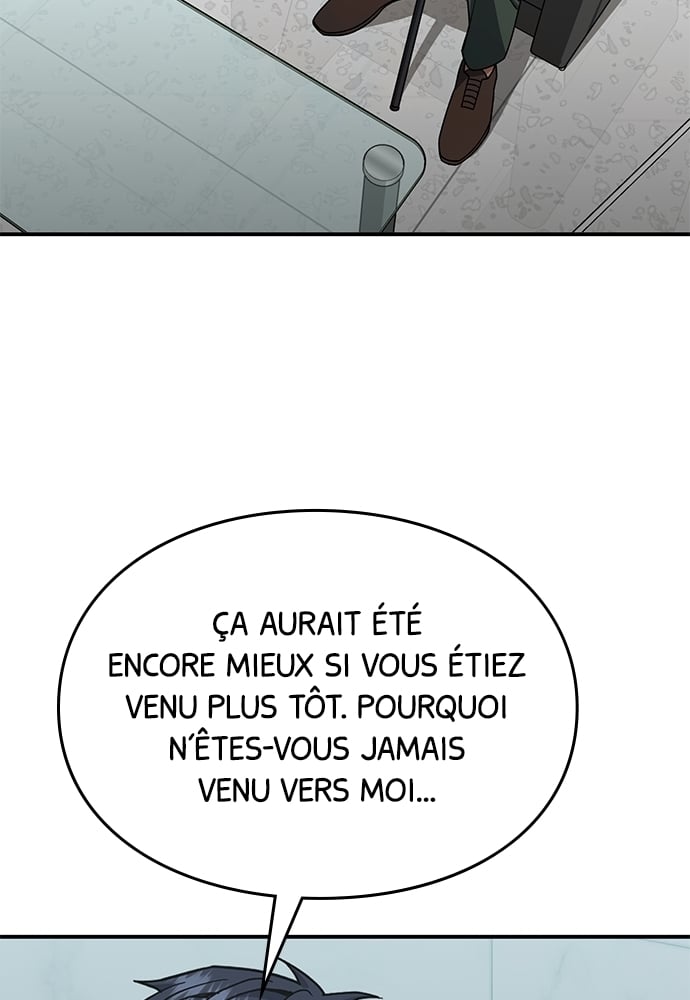 ÇA AURAIT ÉTÉ
ENCORE MIEUX SI VOUS ÉTIEZ
VENU PLUS TÔT. POURQUOI
N'ÊTES-VOUS JAMAIS
VENU VERS MOI...